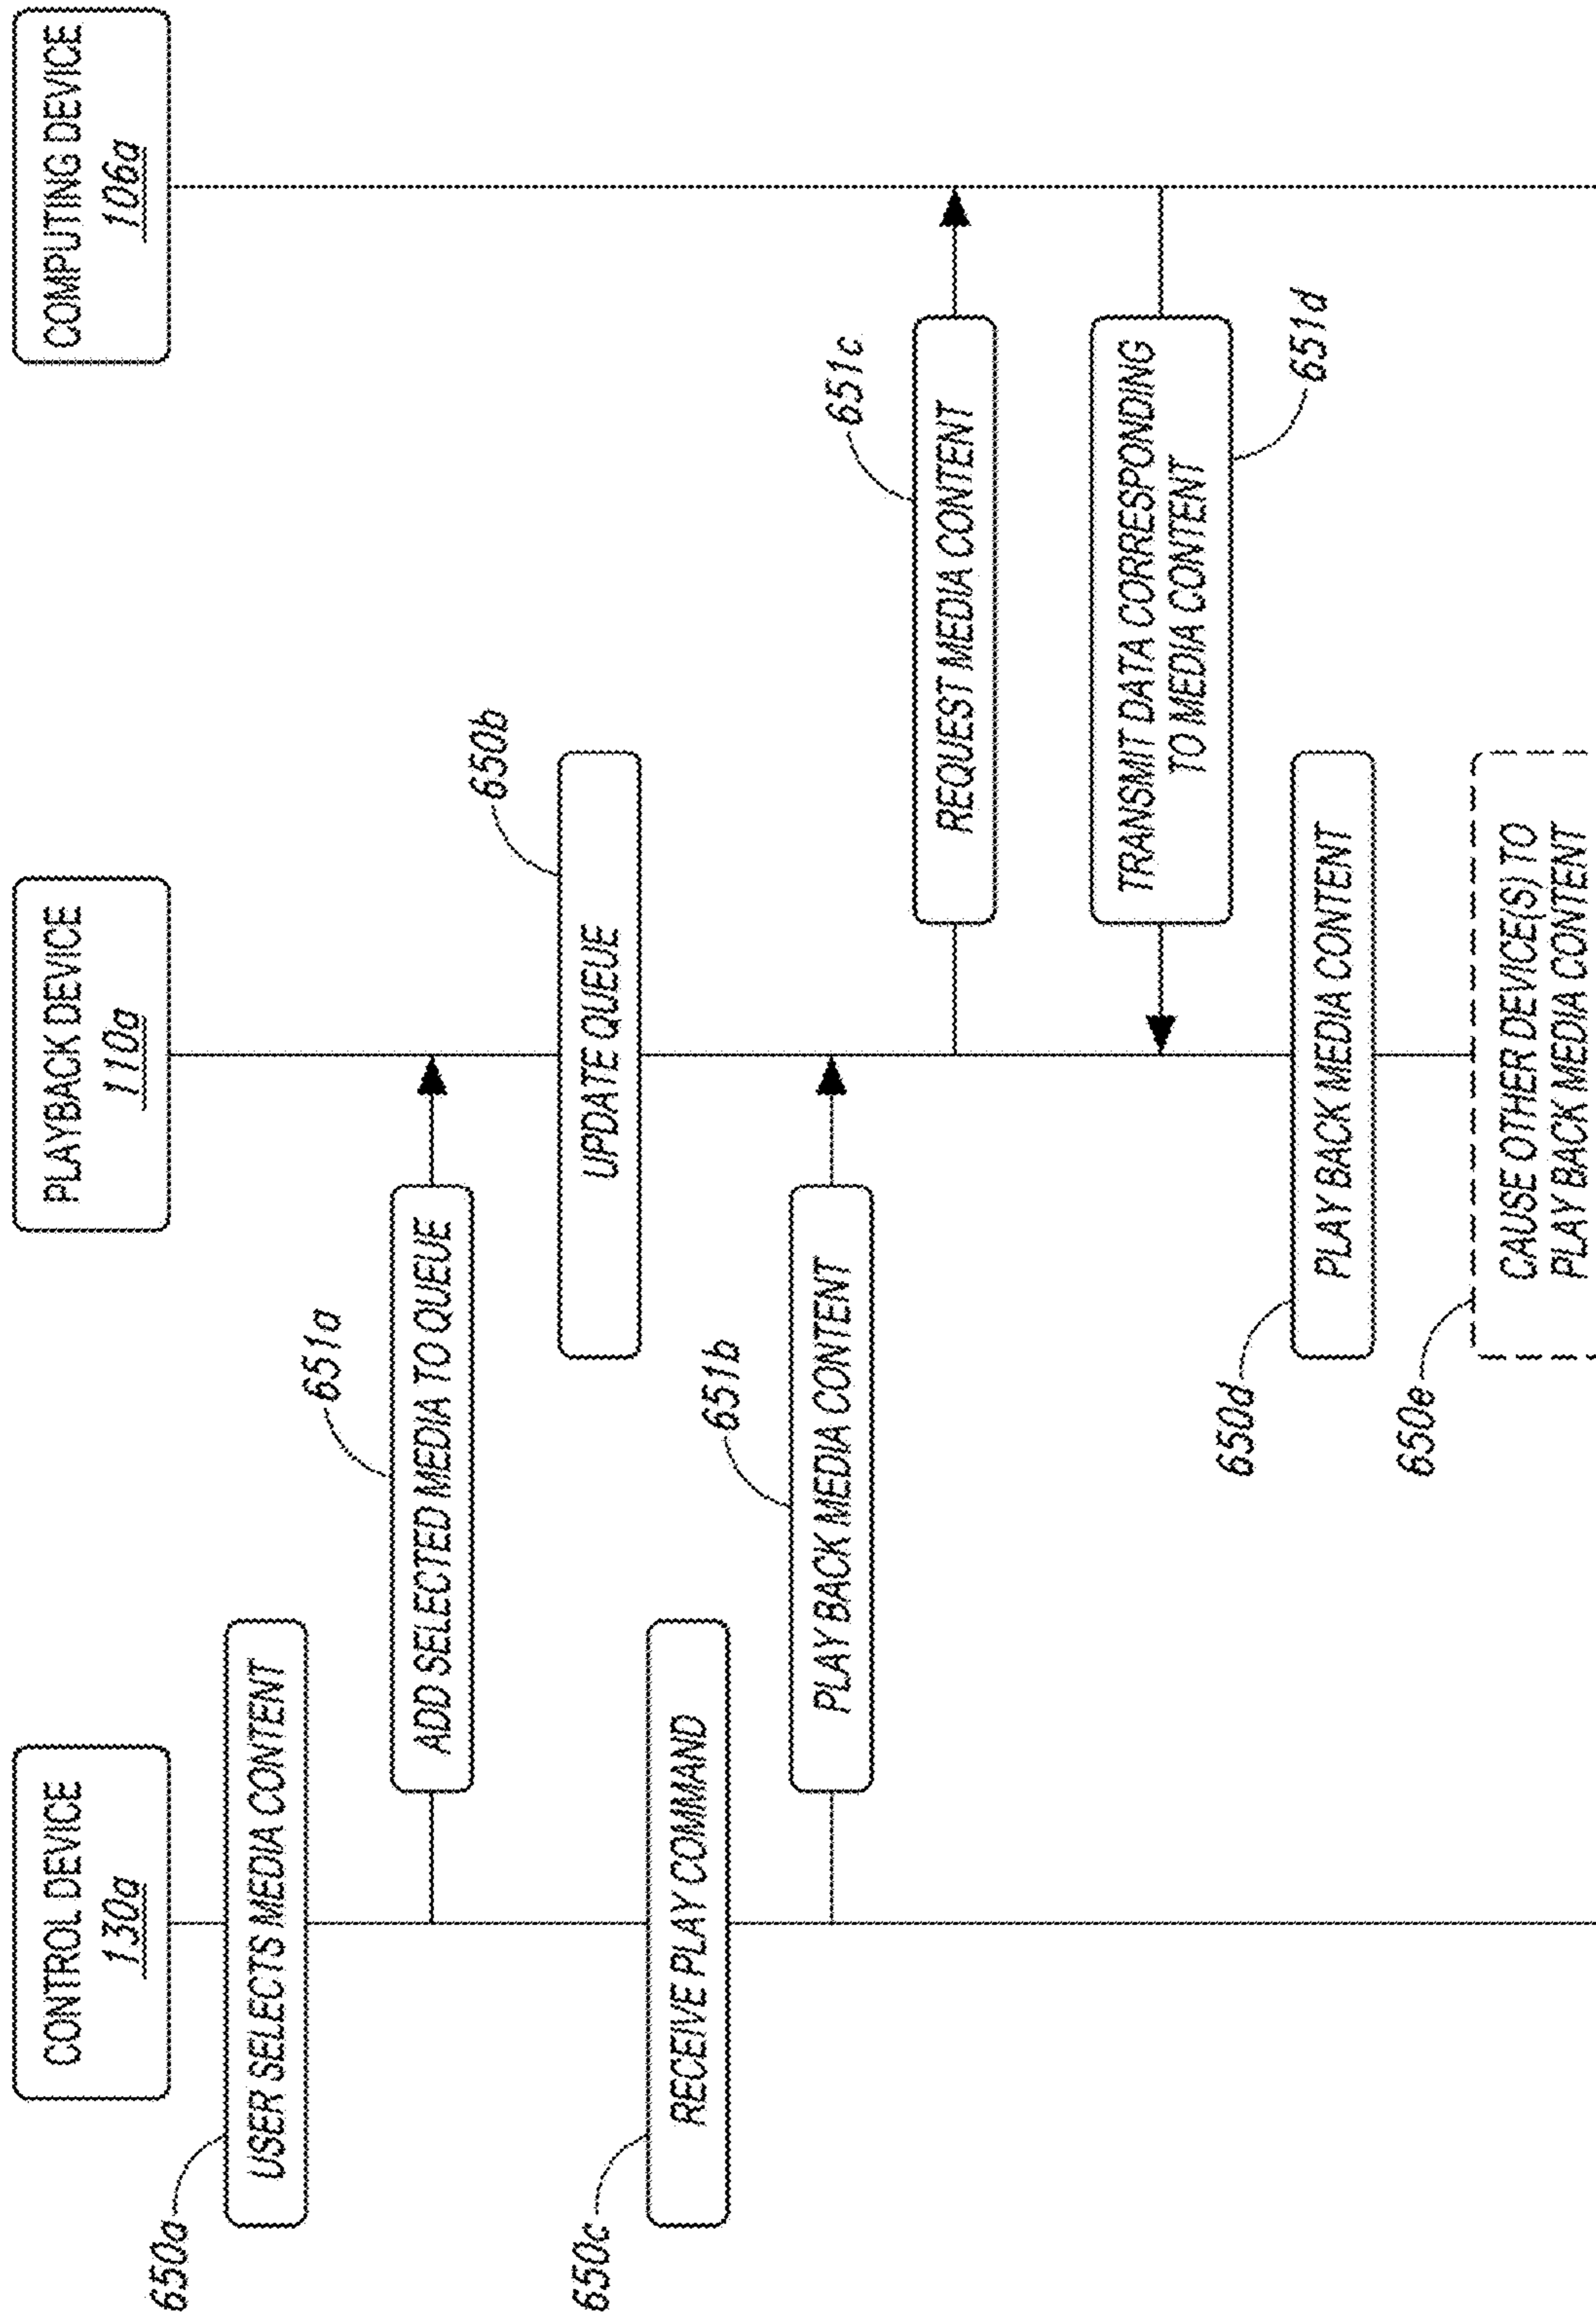 CONTROL DEVICE
130a
PLAYBACK DEVICE
110a
COMPUTING DEVICE
106a
650a
USER SELECTS MEDIA CONTENT
651a
ADD SELECTED MEDIA TO QUEUE
650b
UPDATE QUEUE
650c
RECEIVE PLAY COMMAND
651b
PLAY BACK MEDIA CONTENT
651c
REQUEST MEDIA CONTENT
TRANSMIT DATA CORRESPONDING
TO MEDIA CONTENT
651d
650d
PLAY BACK MEDIA CONTENT
650e
CAUSE OTHER DEVICE(S) TO
PLAY BACK MEDIA CONTENT